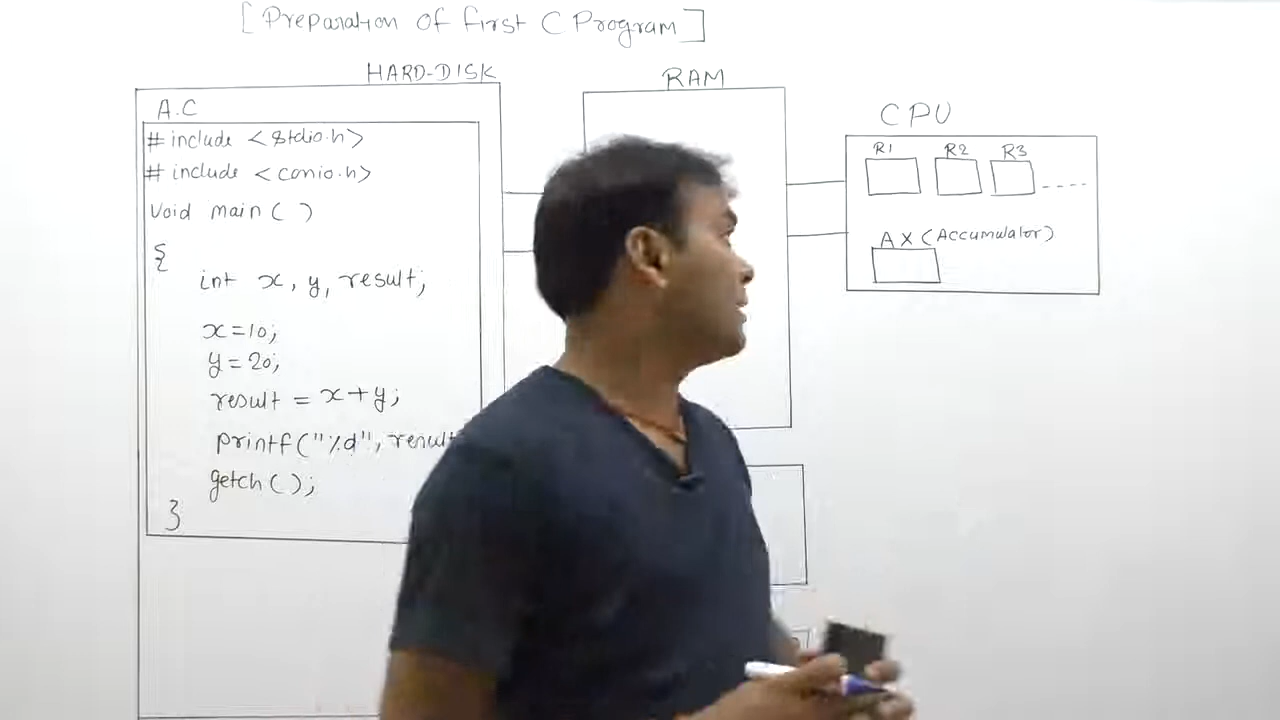 [Preparation of first C Program]
HARD-DISK
A.C
#include <stdio.h>
#include <conio.h>
Void main( )
{
int x, y, result;
x=10;
y=20;
result = x+y;
printf("%d", result
getch( );
}
RAM
CPU
R1 R2 R3 ----
AX (Accumulator)